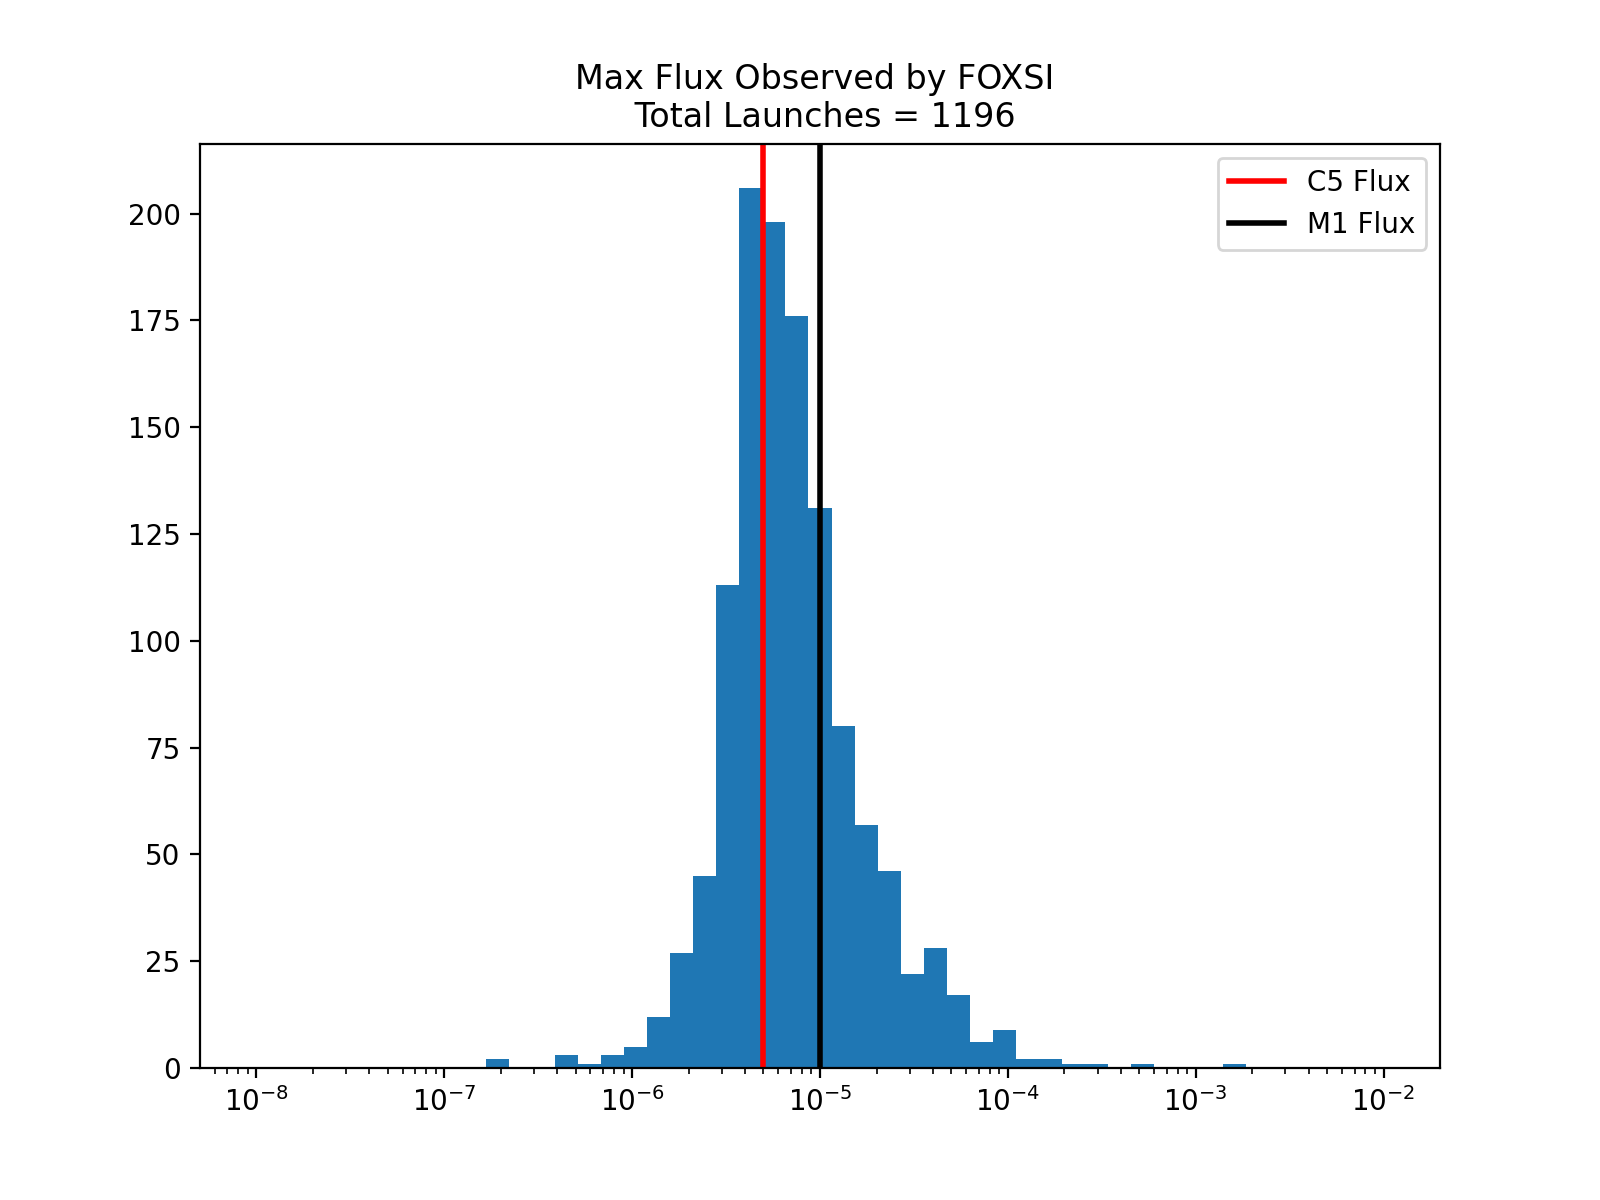 Max Flux Observed by FOXSI
Total Launches = 1196
C5 Flux
M1 Flux
200
175
150
125
100
75
50
25
0
10⁻⁸ 10⁻⁷ 10⁻⁶ 10⁻⁵ 10⁻⁴ 10⁻³ 10⁻²